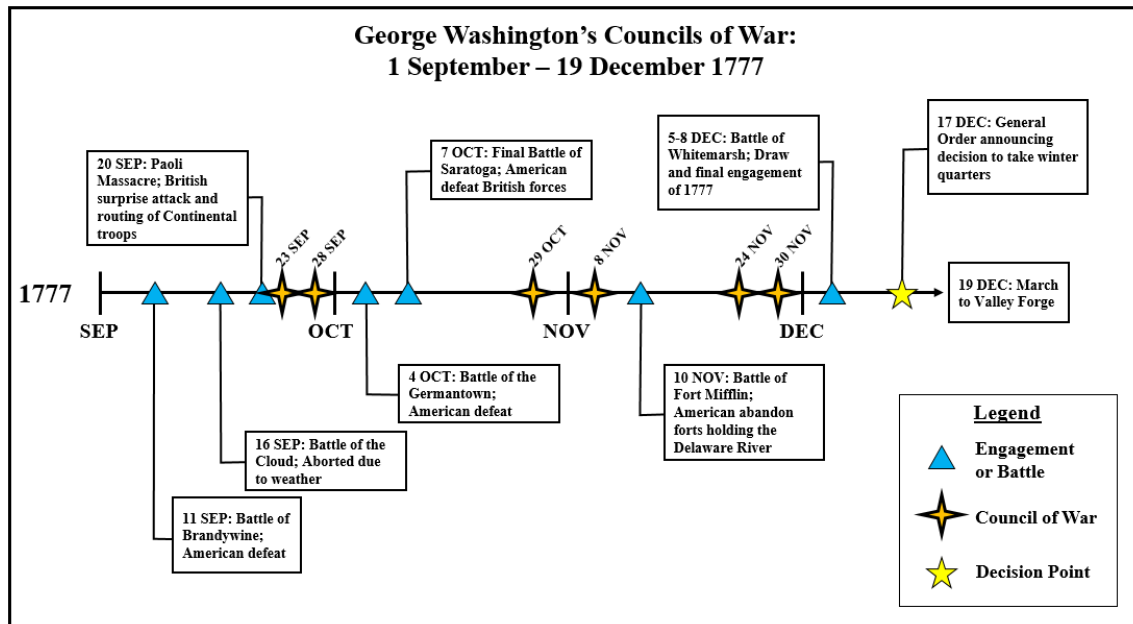 George Washington's Councils of War:
1 September – 19 December 1777
20 SEP: Paoli
Massacre; British
surprise attack and
routing of Continental
troops
7 OCT: Final Battle of
Saratoga; American
defeat British forces
5-8 DEC: Battle of
Whitemarsh; Draw
and final engagement
of 1777
17 DEC: General
Order announcing
decision to take winter
quarters
23 SEP
28 SEP
29 OCT
8 NOV
24 NOV
30 NOV
1777
SEP
OCT
NOV
DEC
19 DEC: March
to Valley Forge
4 OCT: Battle of the
Germantown;
American defeat
10 NOV: Battle of
Fort Mifflin;
American abandon
forts holding the
Delaware River
16 SEP: Battle of the
Cloud; Aborted due
to weather
11 SEP: Battle of
Brandywine;
American defeat
Legend
Engagement
or Battle
Council of War
Decision Point